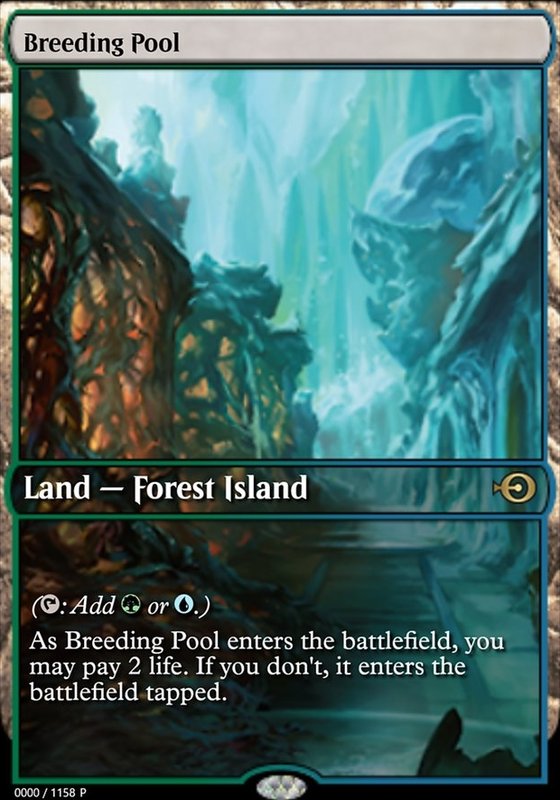 Breeding Pool
Land — Forest Island
(: Add or .)
As Breeding Pool enters the battlefield, you
may pay 2 life. If you don't, it enters the
battlefield tapped.
0000 / 1158 P